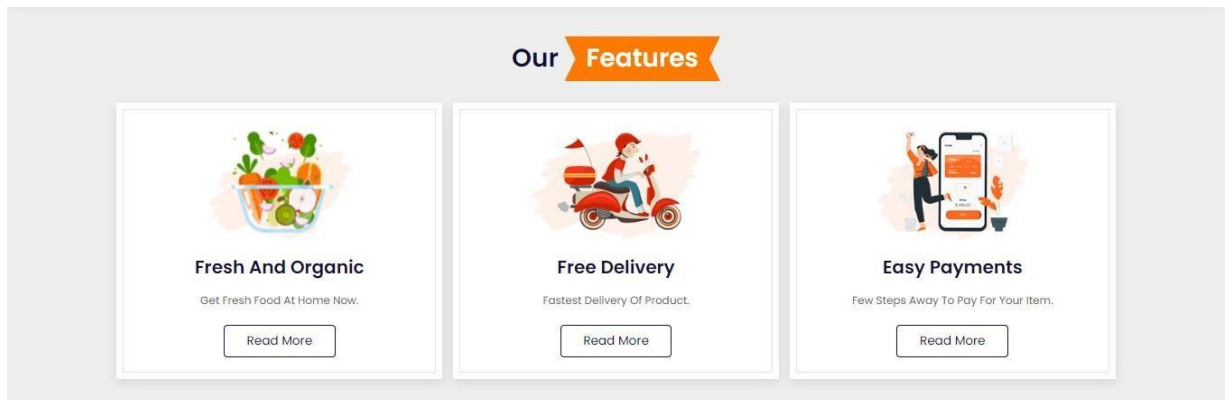 Our Features
Fresh And Organic
Get Fresh Food At Home Now.
Read More
Free Delivery
Fastest Delivery Of Product.
Read More
Easy Payments
Few Steps Away To Pay For Your Item.
Read More